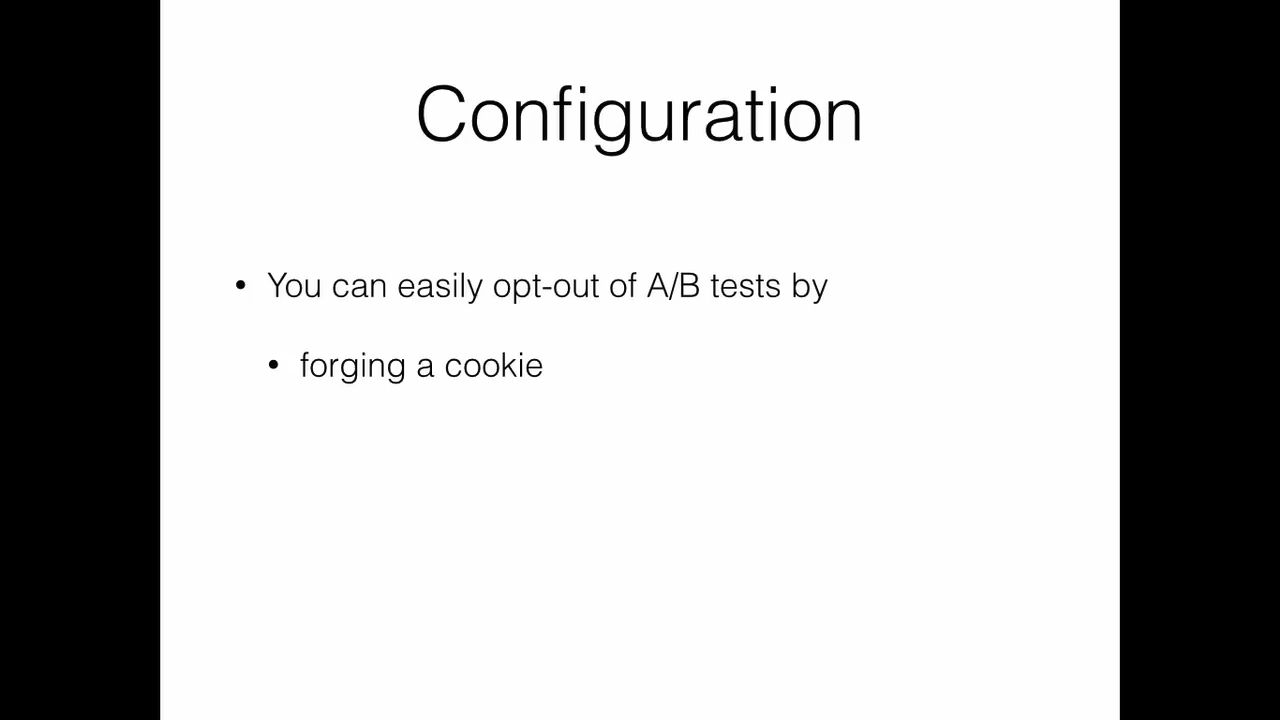 Configuration
• You can easily opt-out of A/B tests by
• forging a cookie